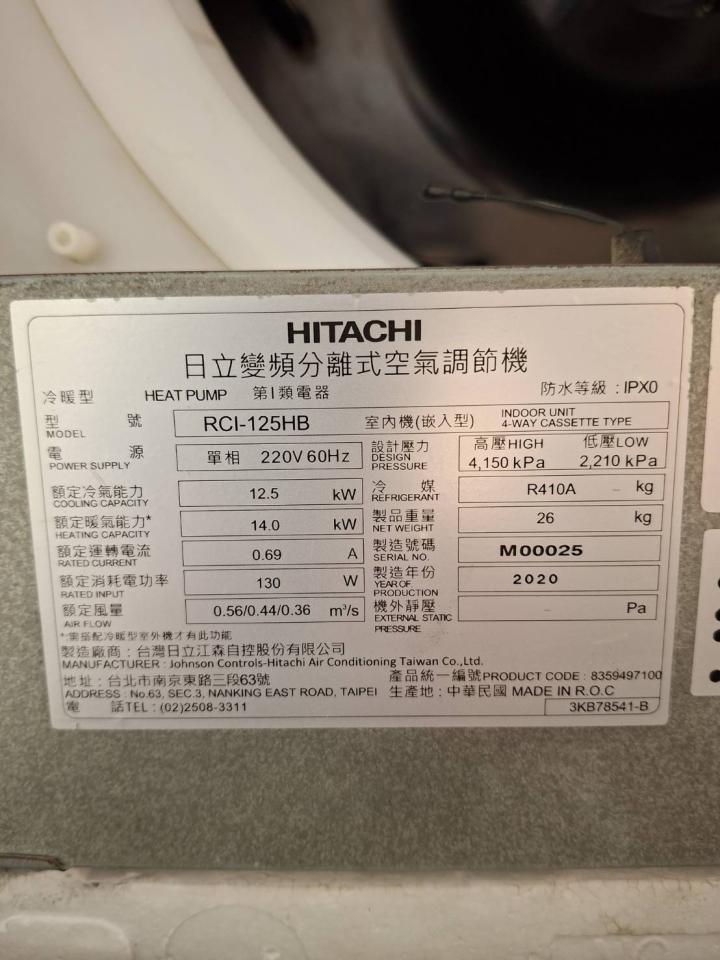 HITACHI
日立變頻分離式空氣調節機
冷暖型 HEAT PUMP 第I類電器 防水等級：IPX0
型號 MODEL RCI-125HB 室內機(嵌入型) INDOOR UNIT 4-WAY CASSETTE TYPE
電源 POWER SUPPLY 單相 220V 60Hz 設計壓力 DESIGN PRESSURE 高壓HIGH 4,150 kPa 低壓LOW 2,210 kPa
額定冷氣能力 COOLING CAPACITY 12.5 kW 冷媒 REFRIGERANT R410A – kg
額定暖氣能力* HEATING CAPACITY 14.0 kW 製品重量 NET WEIGHT 26 kg
額定運轉電流 RATED CURRENT 0.69 A 製造號碼 SERIAL NO. M00025
額定消耗電功率 RATED INPUT 130 W 製造年份 YEAR OF PRODUCTION 2020
額定風量 AIR FLOW 0.56/0.44/0.36 m³/s 機外靜壓 EXTERNAL STATIC PRESSURE – Pa
*:需搭配冷暖型室外機才有此功能
製造廠商：台灣日立江森自控股份有限公司
MANUFACTURER : Johnson Controls-Hitachi Air Conditioning Taiwan Co.,Ltd.
地址：台北市南京東路三段63號 產品統一編號PRODUCT CODE : 8359497100
ADDRESS : No.63, SEC.3, NANKING EAST ROAD, TAIPEI 生產地：中華民國 MADE IN R.O.C
電話TEL : (02)2508-3311 3KB78541-B